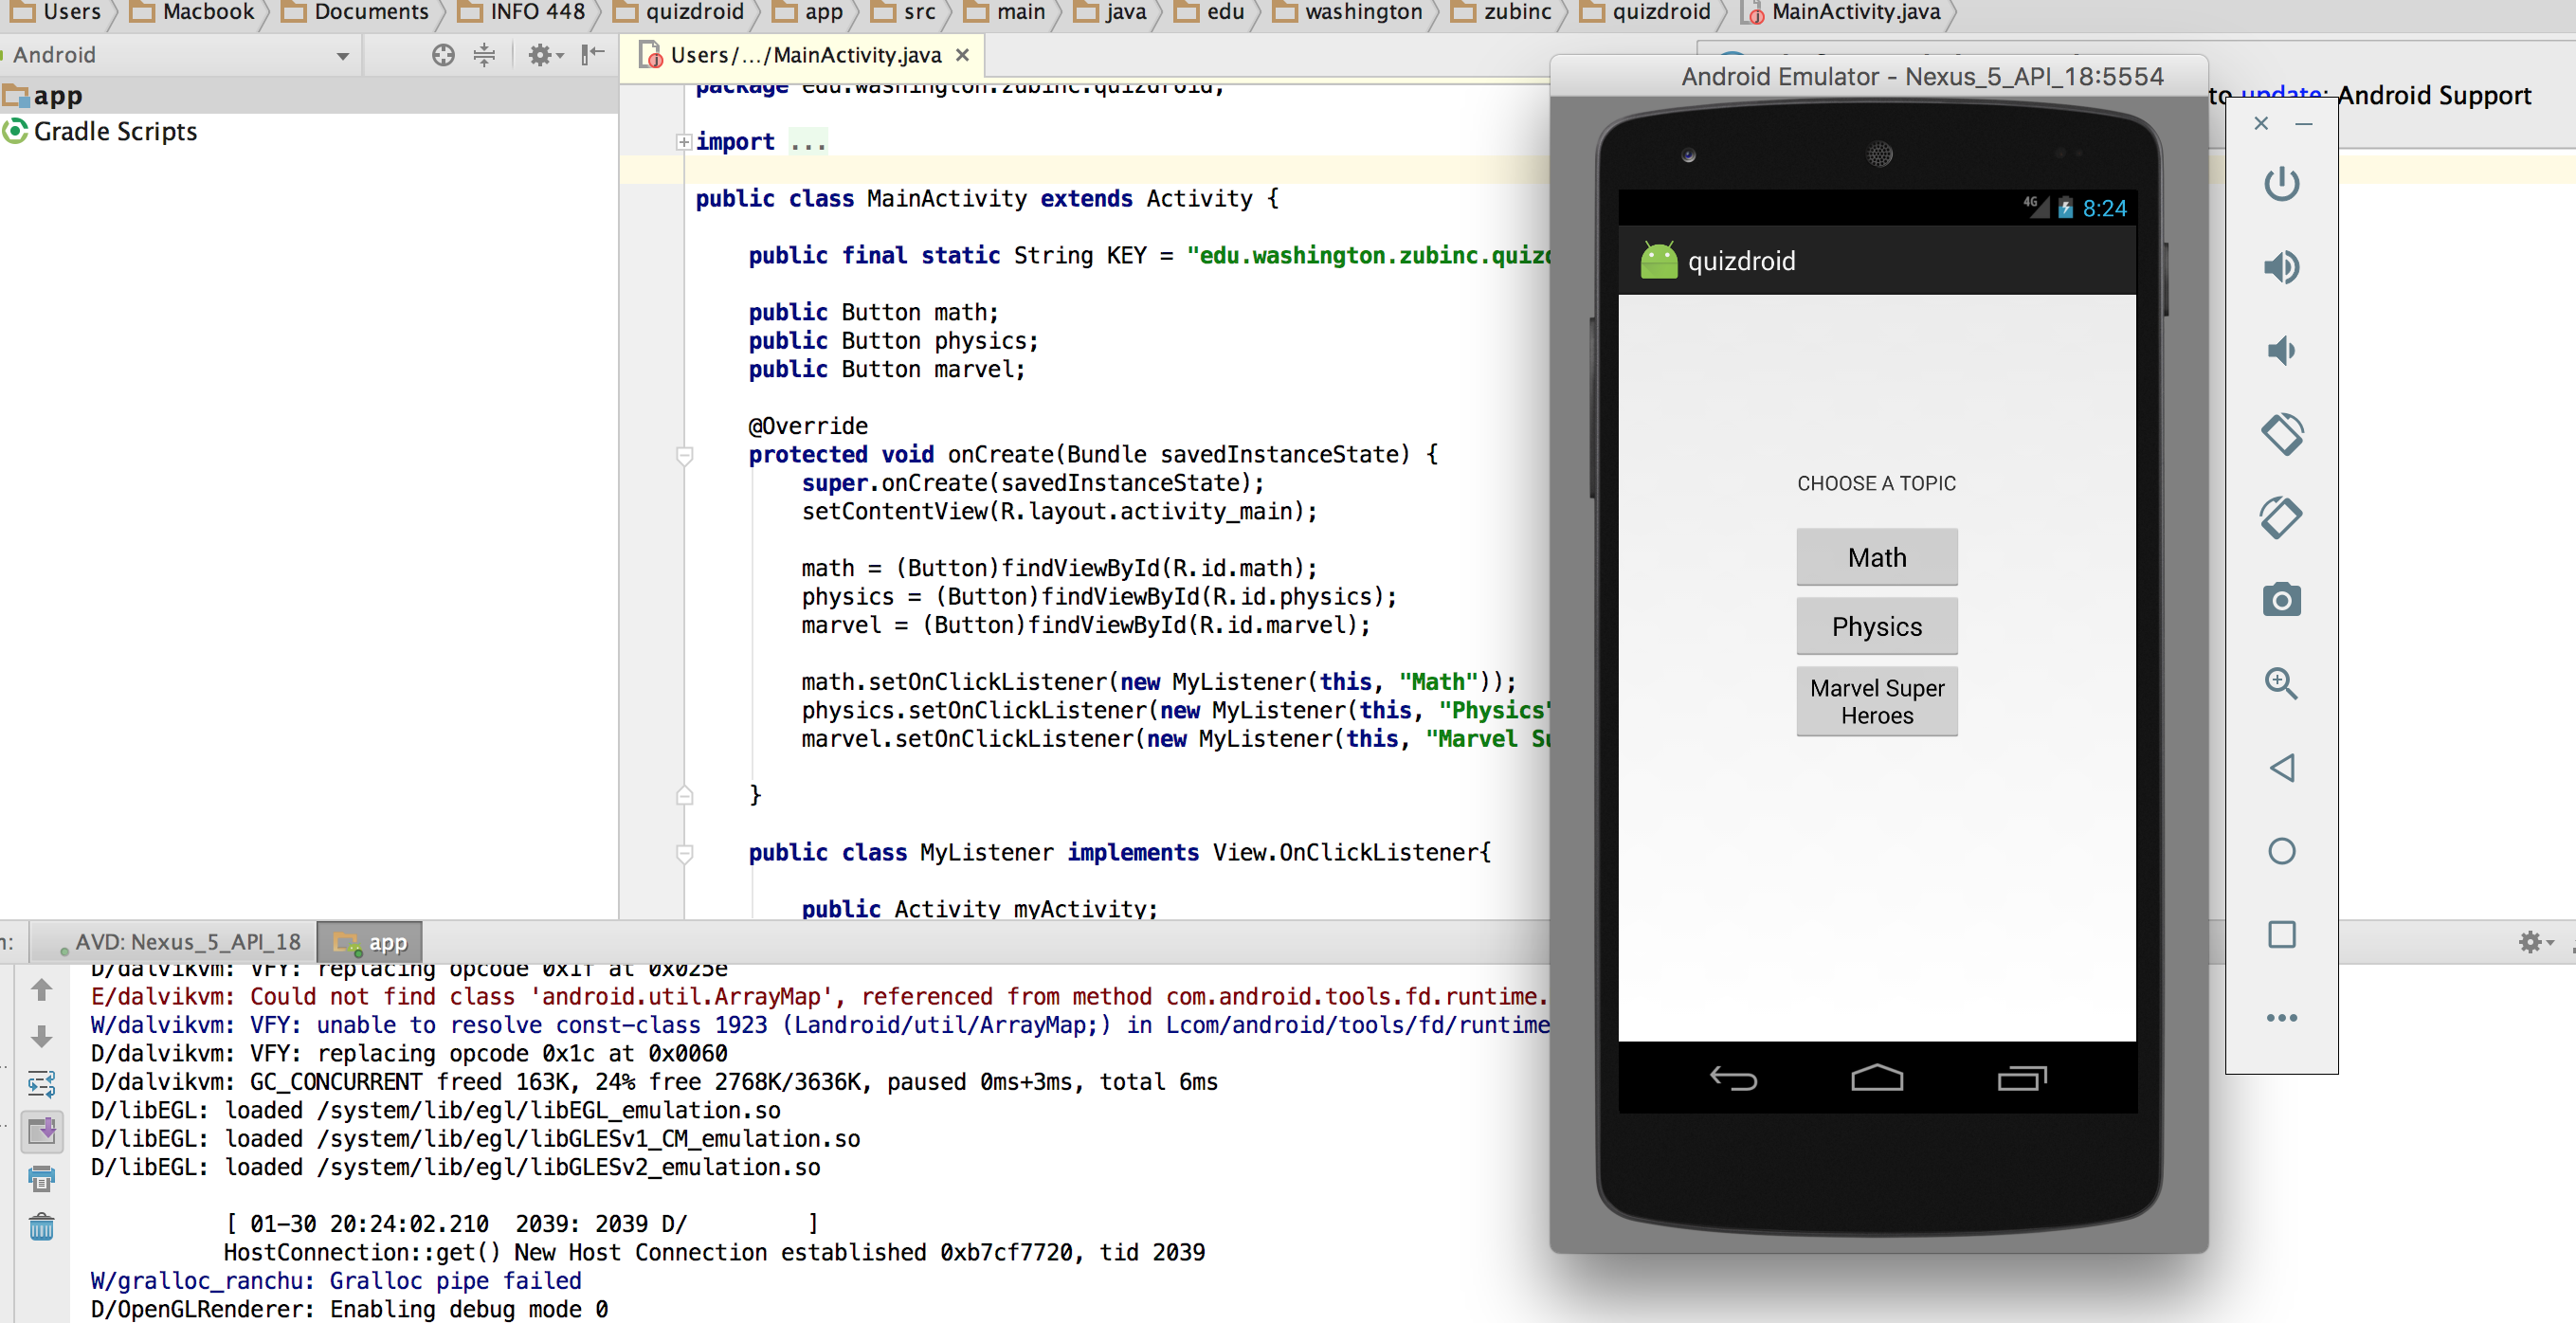 Users Macbook Documents INFO 448 quizdroid app src main java edu washington zubinc quizdroid MainActivity.java
Android
Users/.../MainActivity.java
app
Gradle Scripts
package edu.washington.zubinc.quizdroid;
import ...
public class MainActivity extends Activity {
public final static String KEY = "edu.washington.zubinc.quizd
public Button math;
public Button physics;
public Button marvel;
@Override
protected void onCreate(Bundle savedInstanceState) {
super.onCreate(savedInstanceState);
setContentView(R.layout.activity_main);
math = (Button)findViewById(R.id.math);
physics = (Button)findViewById(R.id.physics);
marvel = (Button)findViewById(R.id.marvel);
math.setOnClickListener(new MyListener(this, "Math"));
physics.setOnClickListener(new MyListener(this, "Physics"
marvel.setOnClickListener(new MyListener(this, "Marvel Su
}
public class MyListener implements View.OnClickListener{
public Activity myActivity;
Android Emulator - Nexus_5_API_18:5554
to update: Android Support
4G 8:24
quizdroid
CHOOSE A TOPIC
Math
Physics
Marvel Super
Heroes
AVD: Nexus_5_API_18 app
D/dalvikvm: VFY: replacing opcode 0x1f at 0x025e
E/dalvikvm: Could not find class 'android.util.ArrayMap', referenced from method com.android.tools.fd.runtime.
W/dalvikvm: VFY: unable to resolve const-class 1923 (Landroid/util/ArrayMap;) in Lcom/android/tools/fd/runtime
D/dalvikvm: VFY: replacing opcode 0x1c at 0x0060
D/dalvikvm: GC_CONCURRENT freed 163K, 24% free 2768K/3636K, paused 0ms+3ms, total 6ms
D/libEGL: loaded /system/lib/egl/libEGL_emulation.so
D/libEGL: loaded /system/lib/egl/libGLESv1_CM_emulation.so
D/libEGL: loaded /system/lib/egl/libGLESv2_emulation.so
[ 01-30 20:24:02.210 2039: 2039 D/ ]
HostConnection::get() New Host Connection established 0xb7cf7720, tid 2039
W/gralloc_ranchu: Gralloc pipe failed
D/OpenGLRenderer: Enabling debug mode 0